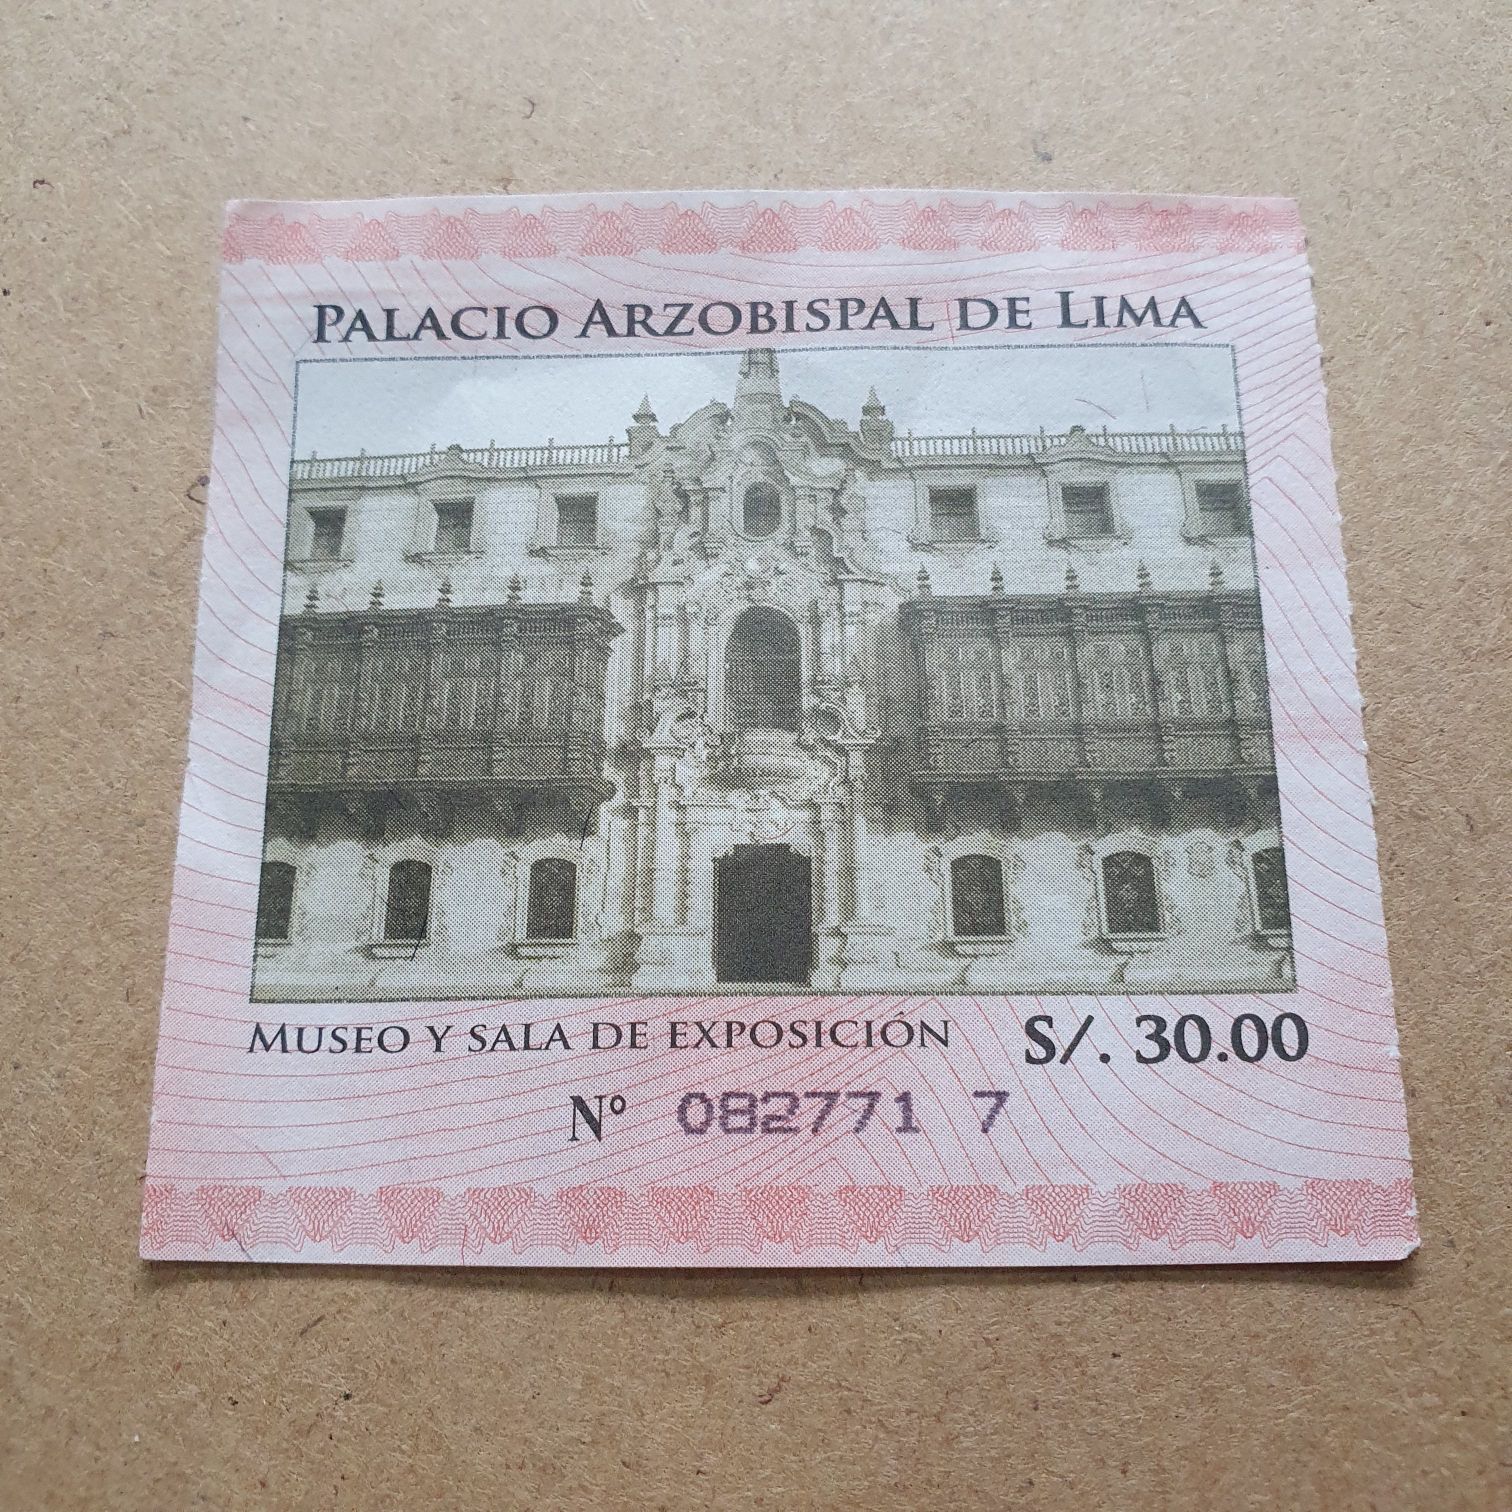 PALACIO ARZOBISPAL DE LIMA
MUSEO Y SALA DE EXPOSICIÓN S/. 30.00
Nº 082771 7